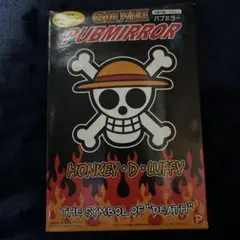 ONE PIECE
パブミラー
PUBMIRROR
MONKEY・D・LUFFY
THE SYMBOL OF "DEATH"
P